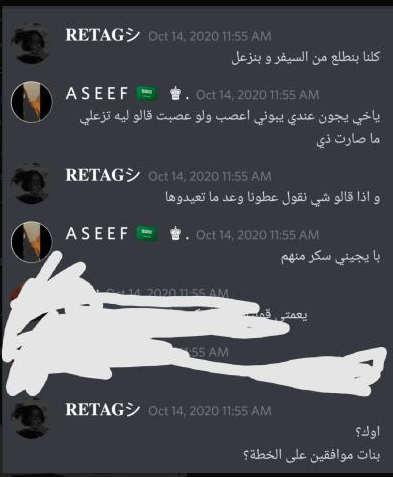 RETAGシ Oct 14, 2020 11:55 AM
كلنا بنطلع من السيفر و بنزعل
ASEEF 🇸🇦 ♚. Oct 14, 2020 11:55 AM
ياخي يجون عندي يبوني اعصب ولو عصبت قالو ليه تزعلي
ما صارت ذي
RETAGシ Oct 14, 2020 11:55 AM
و اذا قالو شي نقول عطونا وعد ما تعيدوها
ASEEF 🇸🇦 ♚. Oct 14, 2020 11:55 AM
با يجيني سكر منهم
Oct 14, 2020 11:55 AM
يعمتي
:55 AM
RETAGシ Oct 14, 2020 11:55 AM
اوك؟
بنات موافقين على الخطة؟